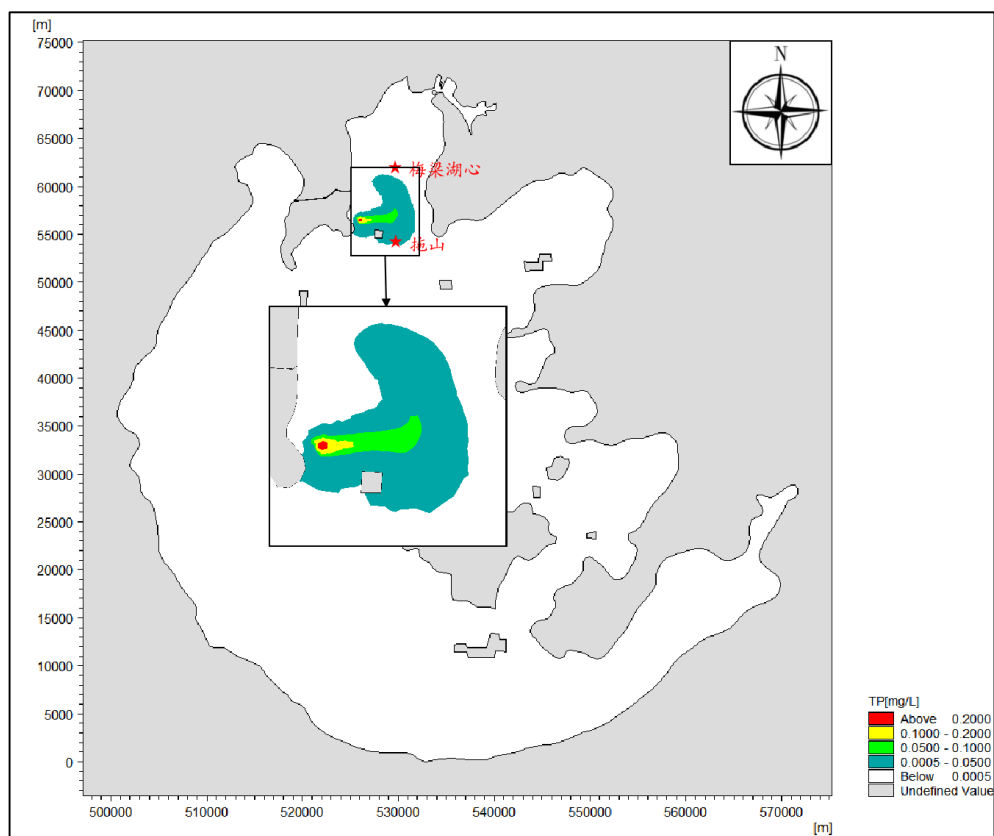 [m]
75000
70000
65000
60000
55000
50000
45000
40000
35000
30000
25000
20000
15000
10000
5000
0
N
梅梁湖心
拖山
TP[mg/L]
Above 0.2000
0.1000 - 0.2000
0.0500 - 0.1000
0.0005 - 0.0500
Below 0.0005
Undefined Value
500000 510000 520000 530000 540000 550000 560000 570000
[m]